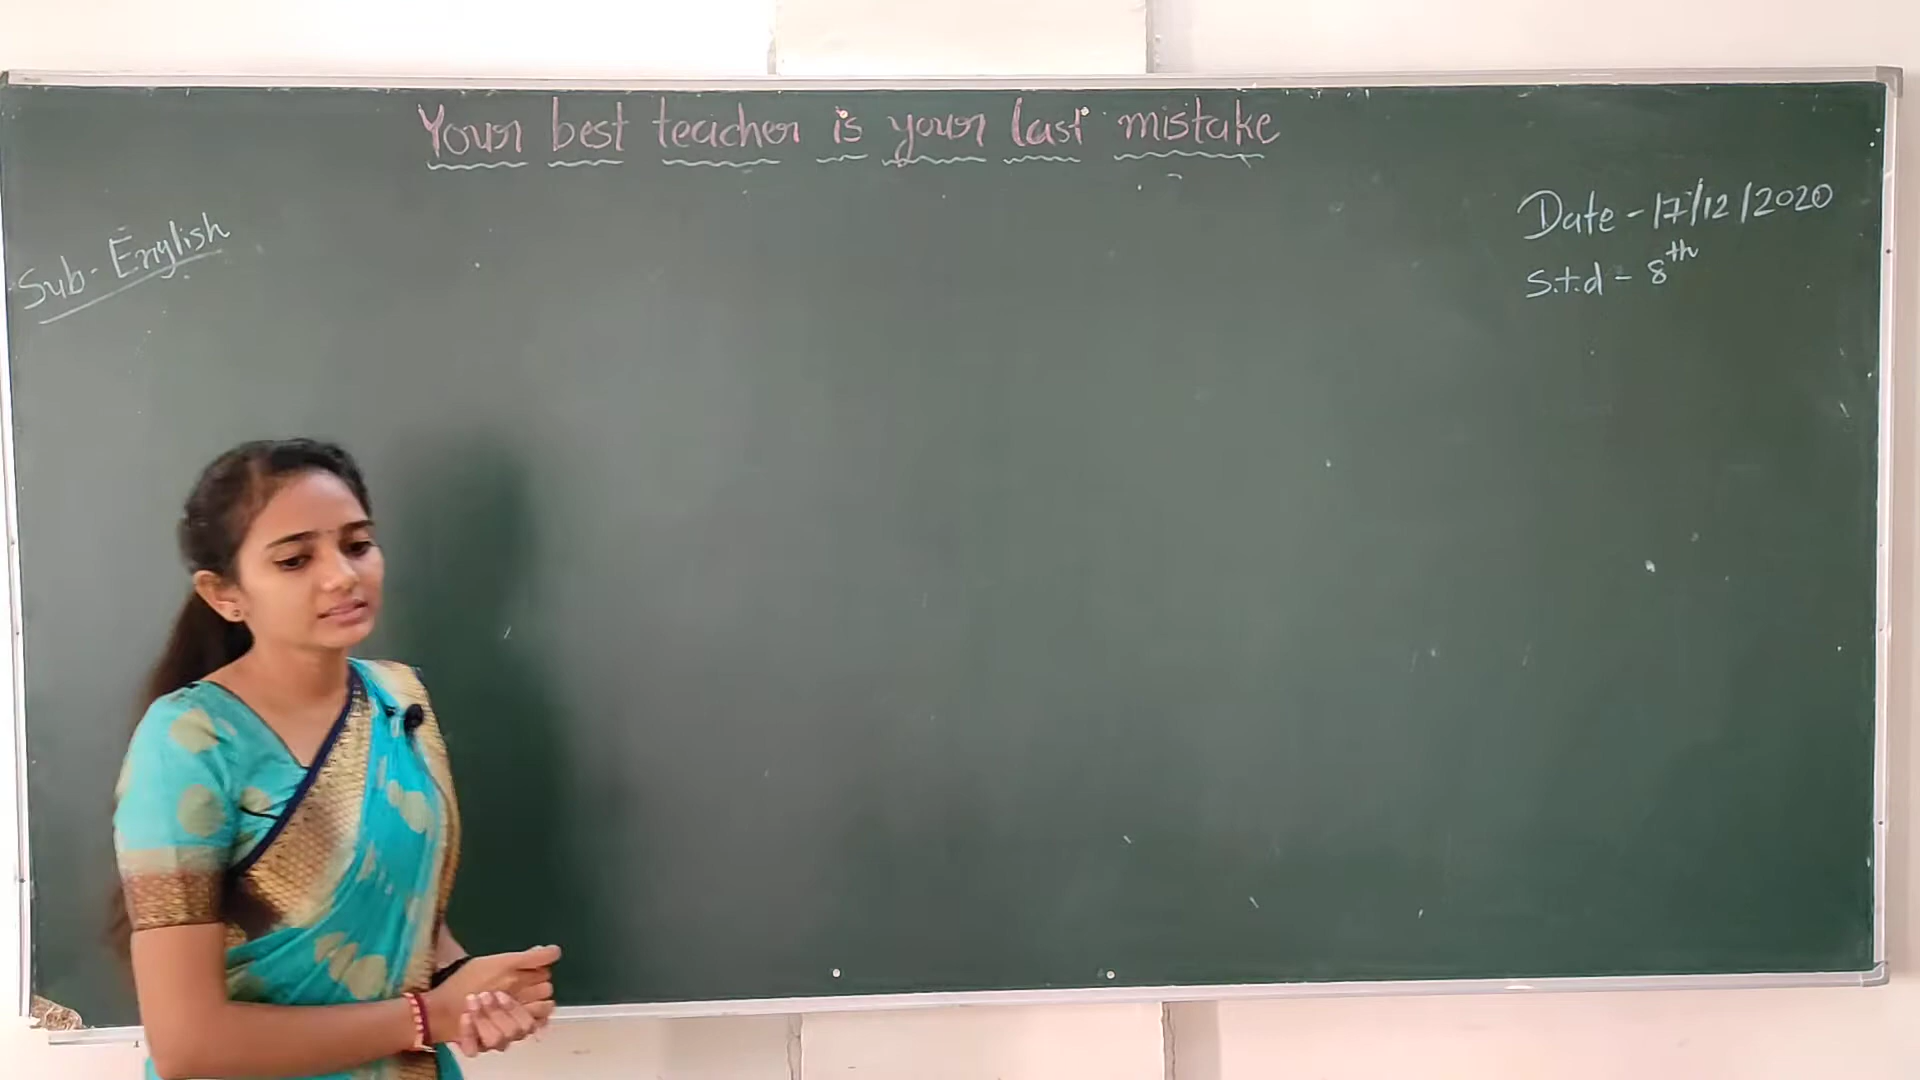 Your best teacher is your last mistake
Sub- English
Date - 17/12/2020
S.t.d - 8th